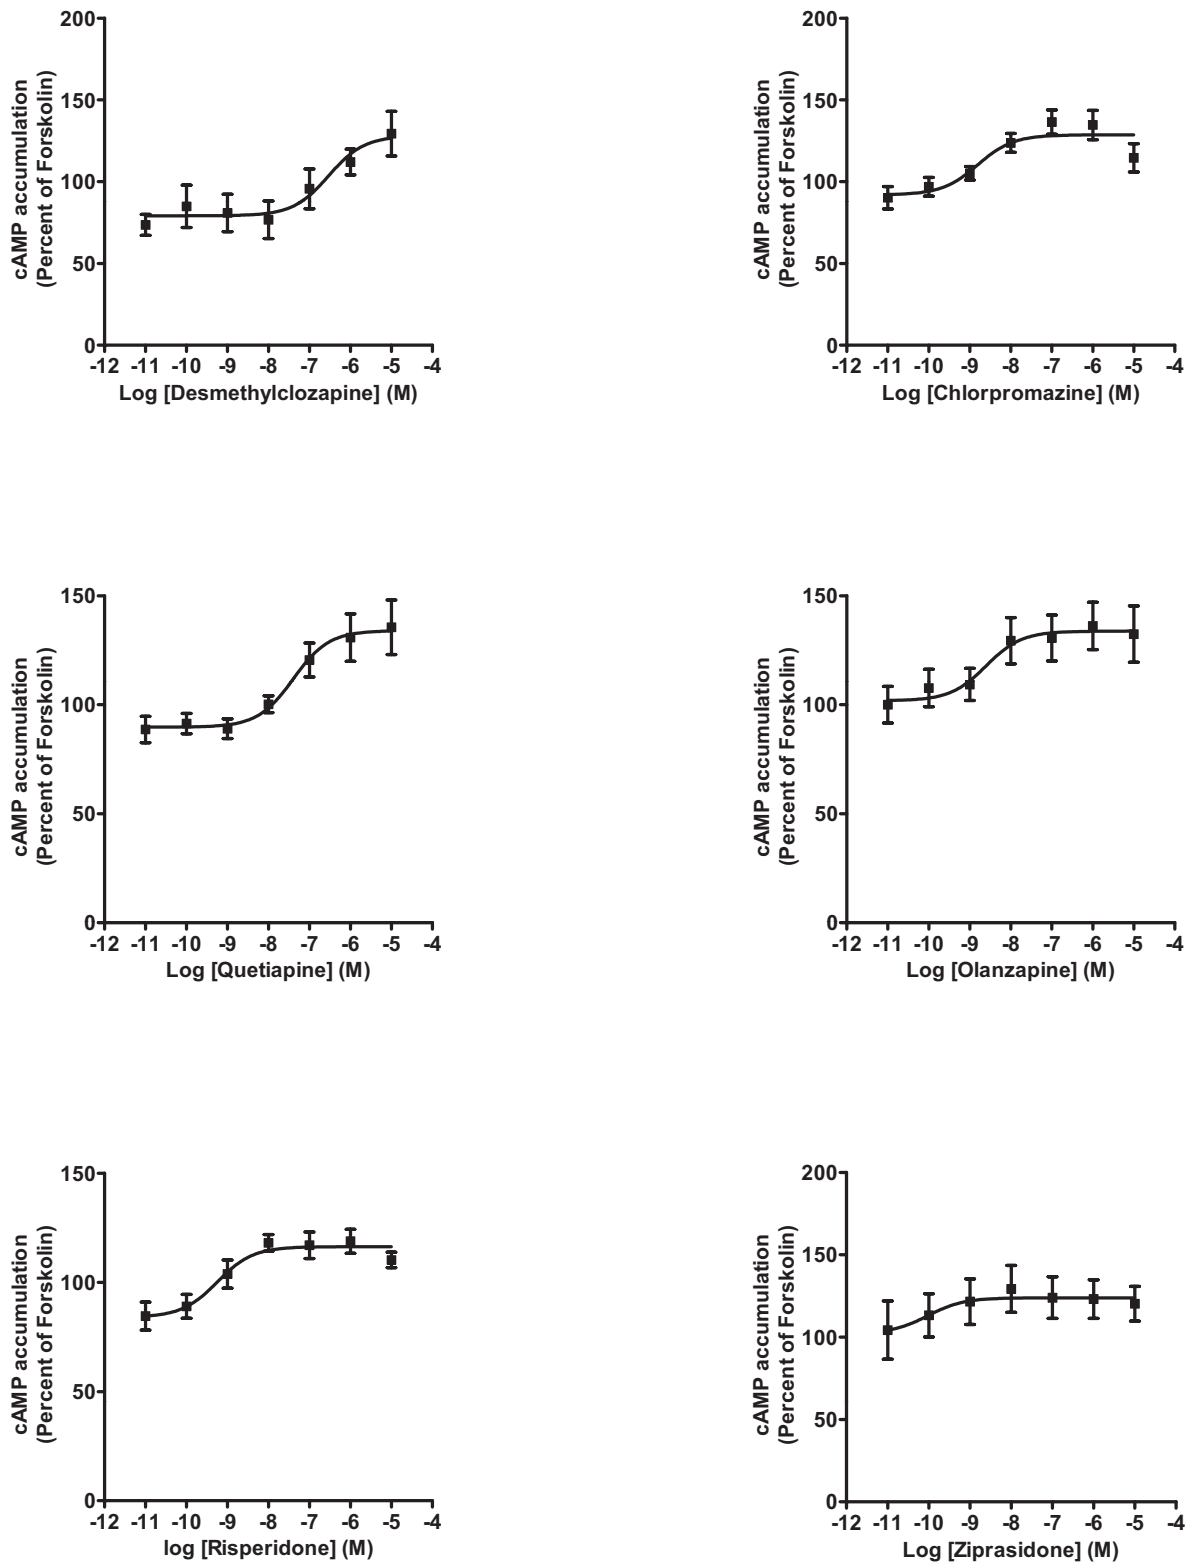 cAMP accumulation
(Percent of Forskolin)
200
150
100
50
0
-12 -11 -10 -9 -8 -7 -6 -5 -4
Log [Desmethylclozapine] (M)
cAMP accumulation
(Percent of Forskolin)
200
150
100
50
0
-12 -11 -10 -9 -8 -7 -6 -5 -4
Log [Chlorpromazine] (M)
cAMP accumulation
(Percent of Forskolin)
150
100
50
0
-12 -11 -10 -9 -8 -7 -6 -5 -4
Log [Quetiapine] (M)
cAMP accumulation
(Percent of Forskolin)
150
100
50
0
-12 -11 -10 -9 -8 -7 -6 -5 -4
Log [Olanzapine] (M)
cAMP accumulation
(Percent of Forskolin)
150
100
50
0
-12 -11 -10 -9 -8 -7 -6 -5 -4
log [Risperidone] (M)
cAMP accumulation
(Percent of Forskolin)
200
150
100
50
0
-12 -11 -10 -9 -8 -7 -6 -5 -4
Log [Ziprasidone] (M)